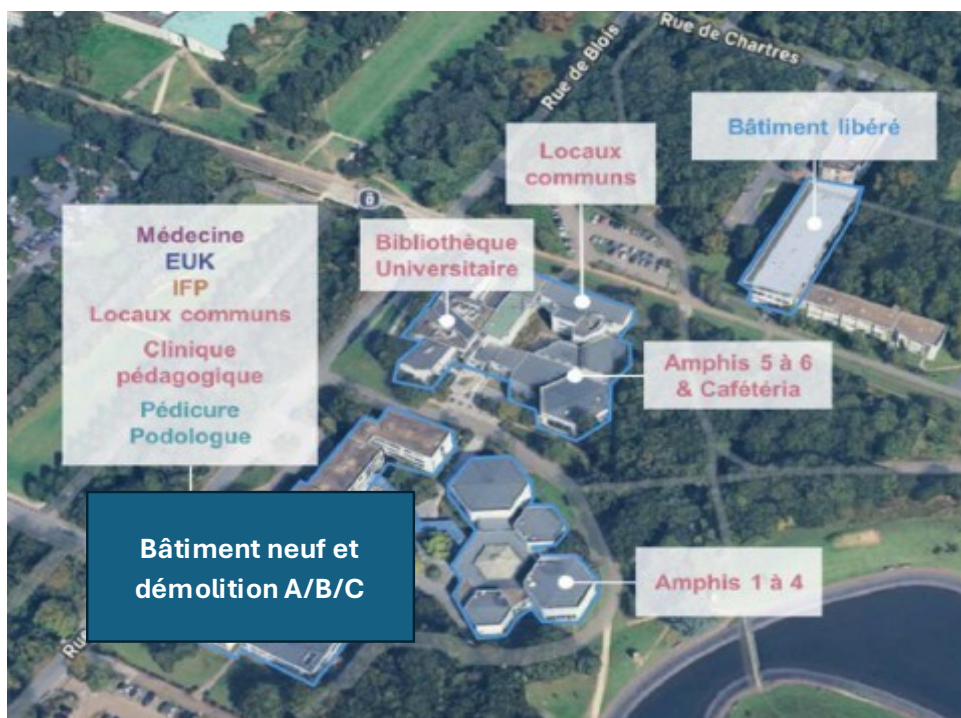 Rue de Blois
Rue de Chartres
Bâtiment libéré
Locaux
communs
Médecine
EUK
IFP
Locaux communs
Clinique
pédagogique
Pédicure
Podologue
Bibliothèque
Universitaire
Amphis 5 à 6
& Cafétéria
Bâtiment neuf et
démolition A/B/C
Amphis 1 à 4
Rue